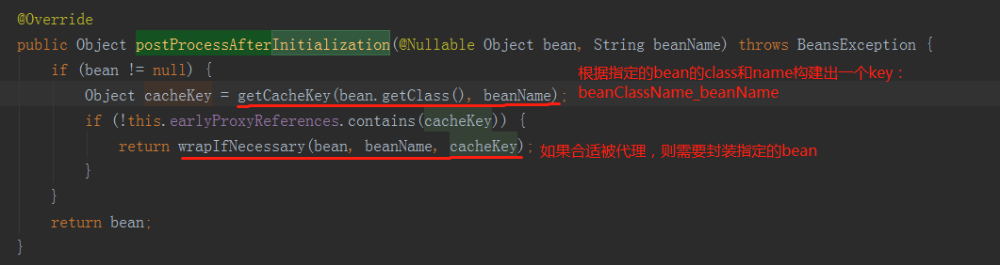 @Override
public Object postProcessAfterInitialization(@Nullable Object bean, String beanName) throws BeansException {
if (bean != null) {
Object cacheKey = getCacheKey(bean.getClass(), beanName);
根据指定的bean的class和name构建出一个key：
beanClassName_beanName
if (!this.earlyProxyReferences.contains(cacheKey)) {
return wrapIfNecessary(bean, beanName, cacheKey);
如果合适被代理，则需要封装指定的bean
}
}
return bean;
}